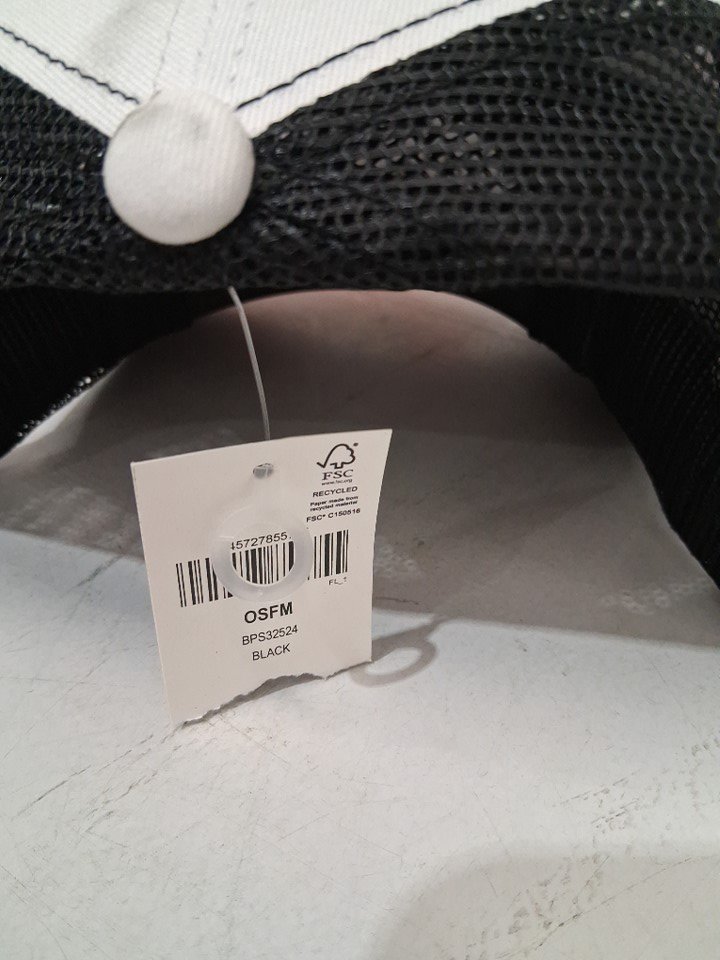 FSC
www.fsc.org
RECYCLED
Paper made from
recycled material
FSC® C150516
45727855
FL_1
OSFM
BPS32524
BLACK